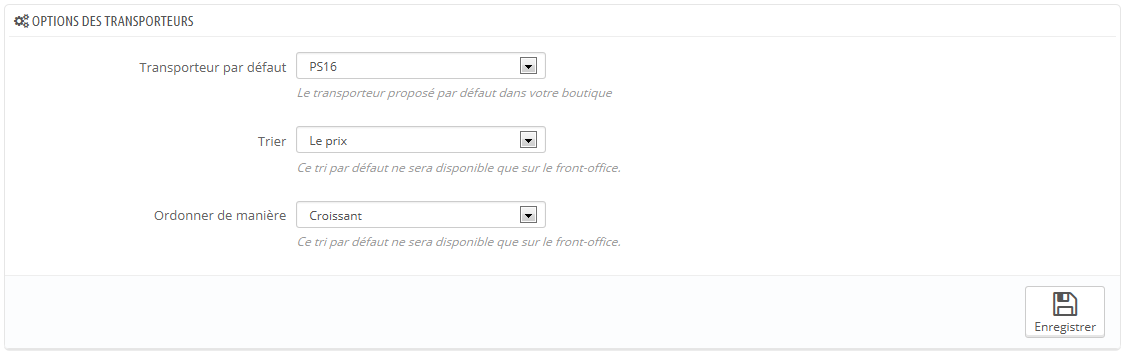 OPTIONS DES TRANSPORTEURS
Transporteur par défaut PS16
Le transporteur proposé par défaut dans votre boutique
Trier Le prix
Ce tri par défaut ne sera disponible que sur le front-office.
Ordonner de manière Croissant
Ce tri par défaut ne sera disponible que sur le front-office.
Enregistrer